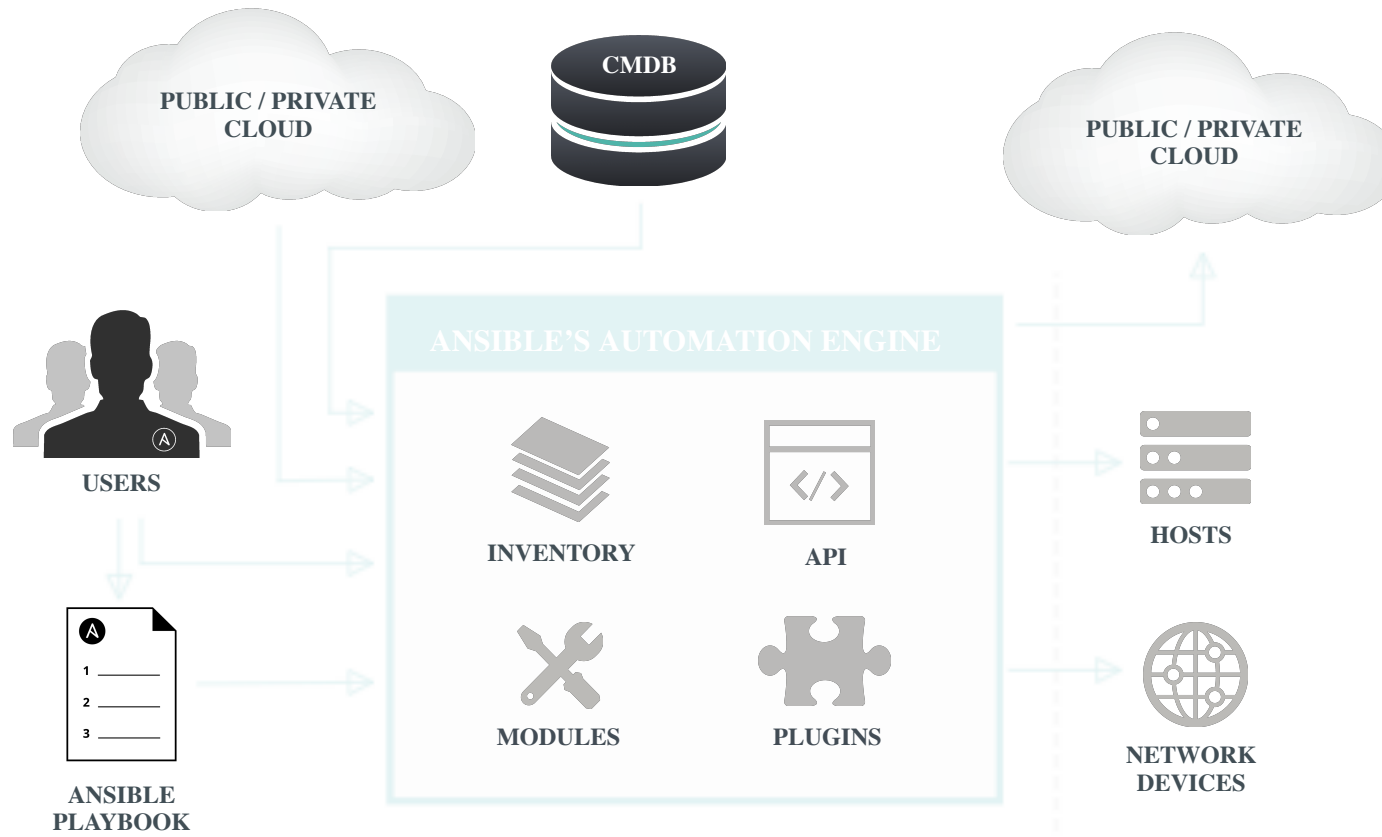 PUBLIC / PRIVATE
CLOUD
CMDB
PUBLIC / PRIVATE
CLOUD
USERS
ANSIBLE'S AUTOMATION ENGINE
INVENTORY
API
HOSTS
1
2
3
MODULES
PLUGINS
NETWORK
DEVICES
ANSIBLE
PLAYBOOK